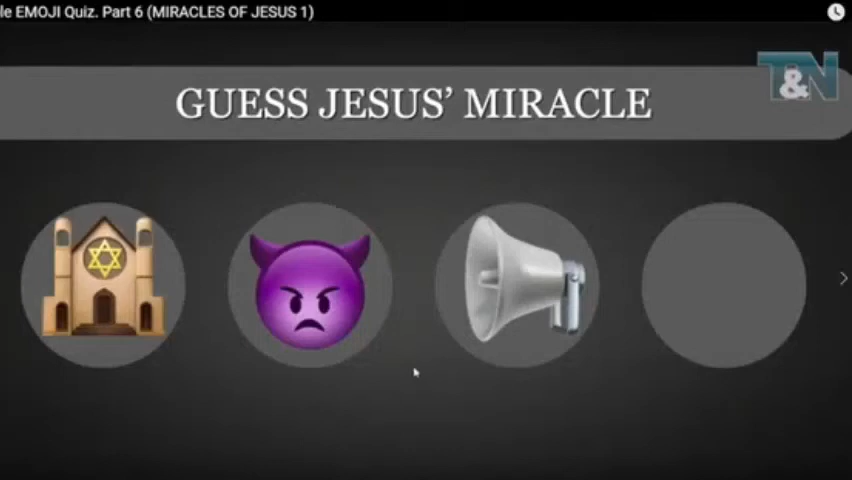 le EMOJI Quiz. Part 6 (MIRACLES OF JESUS 1)
T&N
GUESS JESUS’ MIRACLE